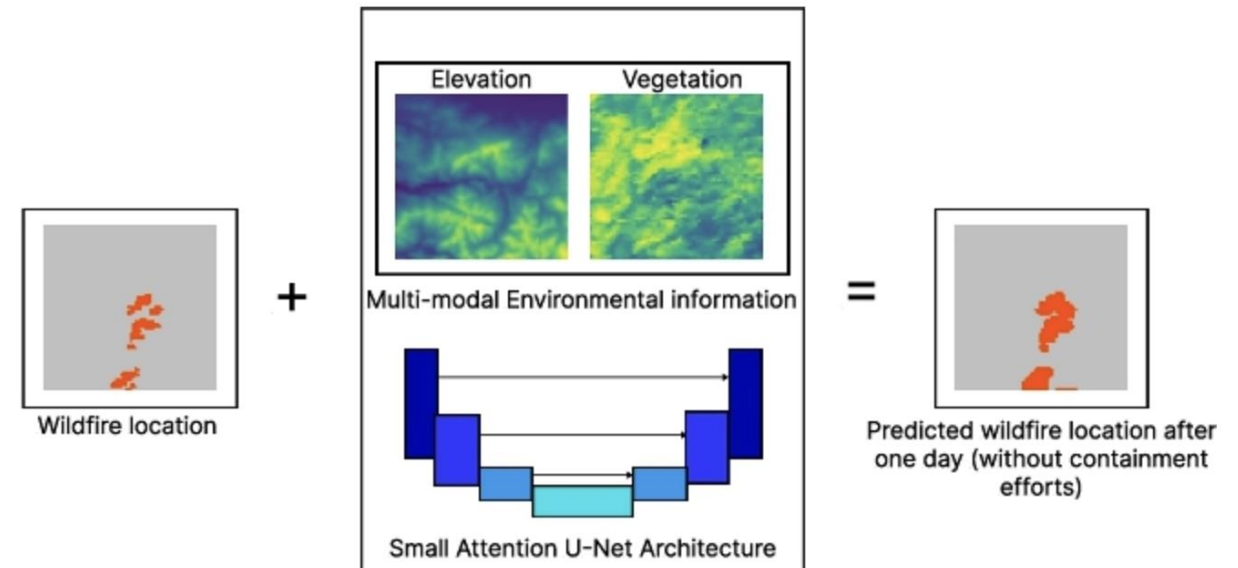 Elevation
Vegetation
Multi-modal Environmental information
Wildfire location
+
=
Predicted wildfire location after
one day (without containment
efforts)
Small Attention U-Net Architecture